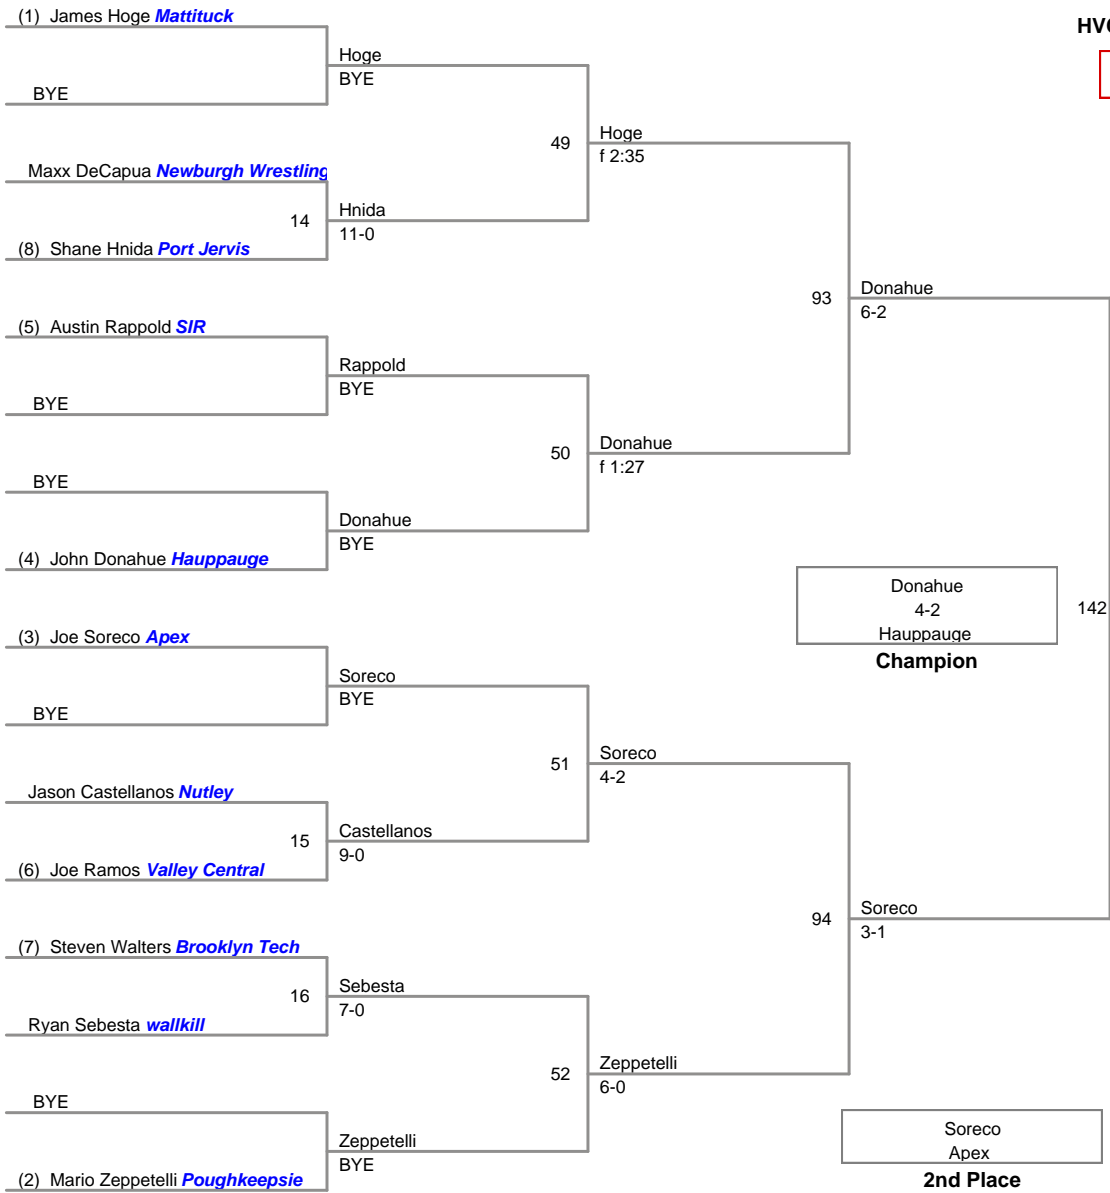 (1) James Hoge Mattituck
HVC
Hoge
BYE
BYE
49
Hoge
f 2:35
Maxx DeCapua Newburgh Wrestling
14
Hnida
11-0
(8) Shane Hnida Port Jervis
93
Donahue
6-2
(5) Austin Rappold SIR
Rappold
BYE
BYE
50
Donahue
f 1:27
BYE
Donahue
BYE
(4) John Donahue Hauppauge
Donahue
4-2
Hauppauge
Champion
142
(3) Joe Soreco Apex
Soreco
BYE
BYE
51
Soreco
4-2
Jason Castellanos Nutley
15
Castellanos
9-0
(6) Joe Ramos Valley Central
94
Soreco
3-1
(7) Steven Walters Brooklyn Tech
16
Sebesta
7-0
Ryan Sebesta wallkill
52
Zeppetelli
6-0
BYE
Zeppetelli
BYE
(2) Mario Zeppetelli Poughkeepsie
Soreco
Apex
2nd Place